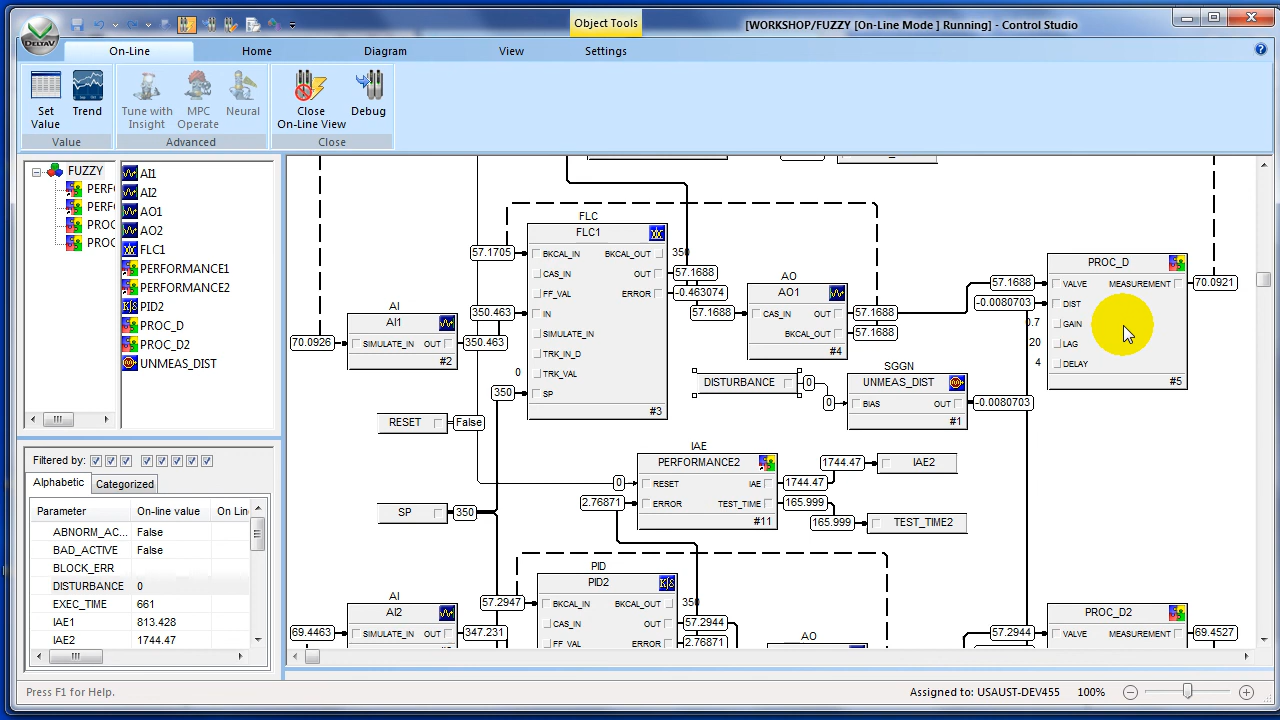 Object Tools
[WORKSHOP/FUZZY [On-Line Mode ] Running] - Control Studio
DELTAV
On-Line
Home
Diagram
View
Settings
Set Value
Trend
Tune with Insight
MPC Operate
Neural
Close On-Line View
Debug
Value
Advanced
Close
FUZZY
PERF
PERF
PROC
PROC
AI1
AI2
AO1
AO2
FLC1
PERFORMANCE1
PERFORMANCE2
PID2
PROC_D
PROC_D2
UNMEAS_DIST
Filtered by:
Alphabetic
Categorized
Parameter On-line value On Lin
ABNORM_AC... False
BAD_ACTIVE False
BLOCK_ERR
DISTURBANCE 0
EXEC_TIME 661
IAE1 813.428
IAE2 1744.47
FLC
FLC1
57.1705 BKCAL_IN BKCAL_OUT 350
CAS_IN OUT 57.1688
FF_VAL ERROR -0.463074
350.463 IN
SIMULATE_IN
TRK_IN_D
0 TRK_VAL
350 SP
#3
AI
AI1
70.0926 SIMULATE_IN OUT 350.463
#2
AO
AO1
57.1688 CAS_IN OUT 57.1688
BKCAL_OUT 57.1688
#4
PROC_D
57.1688 VALVE MEASUREMENT 70.0921
-0.0080703 DIST
0.7 GAIN
20 LAG
4 DELAY
#5
SGGN
DISTURBANCE 0
UNMEAS_DIST
0 BIAS OUT -0.0080703
#1
RESET False
IAE
PERFORMANCE2
0 RESET IAE 1744.47
2.76871 ERROR TEST_TIME 165.999
#11
1744.47 IAE2
165.999 TEST_TIME2
SP 350
PID
PID2
57.2947 BKCAL_IN BKCAL_OUT 350
CAS_IN OUT 57.2944
FF_VAL ERROR 2.76871
AI
AI2
69.4463 SIMULATE_IN OUT 347.231
AO
PROC_D2
57.2944 VALVE MEASUREMENT 69.4527
Press F1 for Help.
Assigned to: USAUST-DEV455 100%